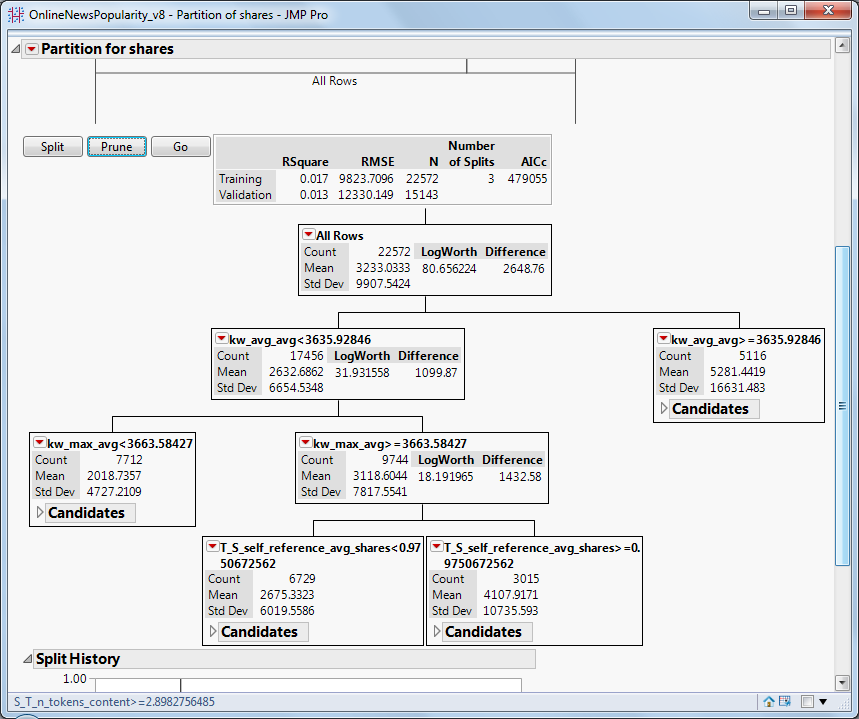 OnlineNewsPopularity_v8 - Partition of shares - JMP Pro
Partition for shares
All Rows
Split Prune Go
Number
RSquare RMSE N of Splits AICc
Training 0.017 9823.7096 22572 3 479055
Validation 0.013 12330.149 15143
All Rows
Count 22572 LogWorth Difference
Mean 3233.0333 80.656224 2648.76
Std Dev 9907.5424
kw_avg_avg<3635.92846
Count 17456 LogWorth Difference
Mean 2632.6862 31.931558 1099.87
Std Dev 6654.5348
kw_avg_avg>=3635.92846
Count 5116
Mean 5281.4419
Std Dev 16631.483
Candidates
kw_max_avg<3663.58427
Count 7712
Mean 2018.7357
Std Dev 4727.2109
Candidates
kw_max_avg>=3663.58427
Count 9744 LogWorth Difference
Mean 3118.6044 18.191965 1432.58
Std Dev 7817.5541
T_S_self_reference_avg_shares<0.97
50672562
Count 6729
Mean 2675.3323
Std Dev 6019.5586
Candidates
T_S_self_reference_avg_shares>=0.
9750672562
Count 3015
Mean 4107.9171
Std Dev 10735.593
Candidates
Split History
1.00
S_T_n_tokens_content>=2.8982756485